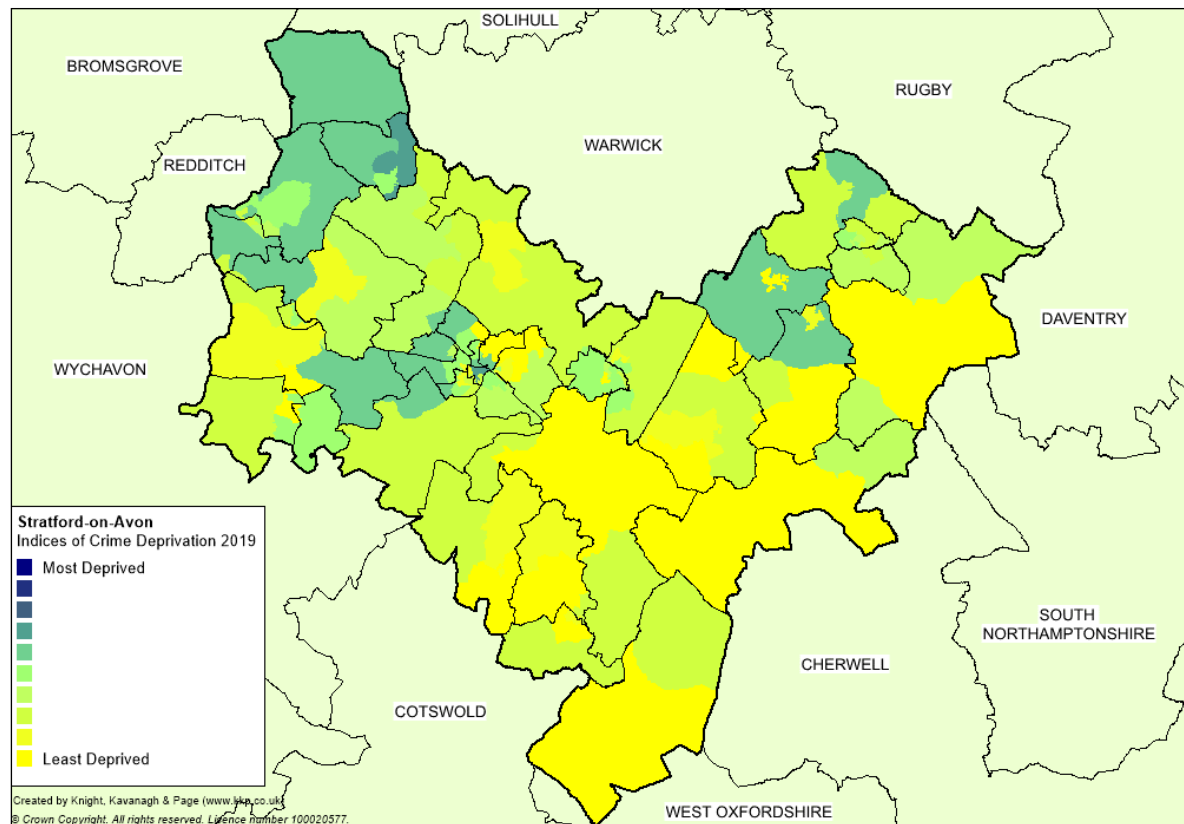 SOLIHULL
BROMSGROVE
RUGBY
WARWICK
REDDITCH
DAVENTRY
WYCHAVON
Stratford-on-Avon
Indices of Crime Deprivation 2019
Most Deprived
Least Deprived
SOUTH
NORTHAMPTONSHIRE
CHERWELL
COTSWOLD
WEST OXFORDSHIRE
Created by Knight, Kavanagh & Page (www.kkp.co.uk)
© Crown Copyright. All rights reserved. Licence number 100020577.